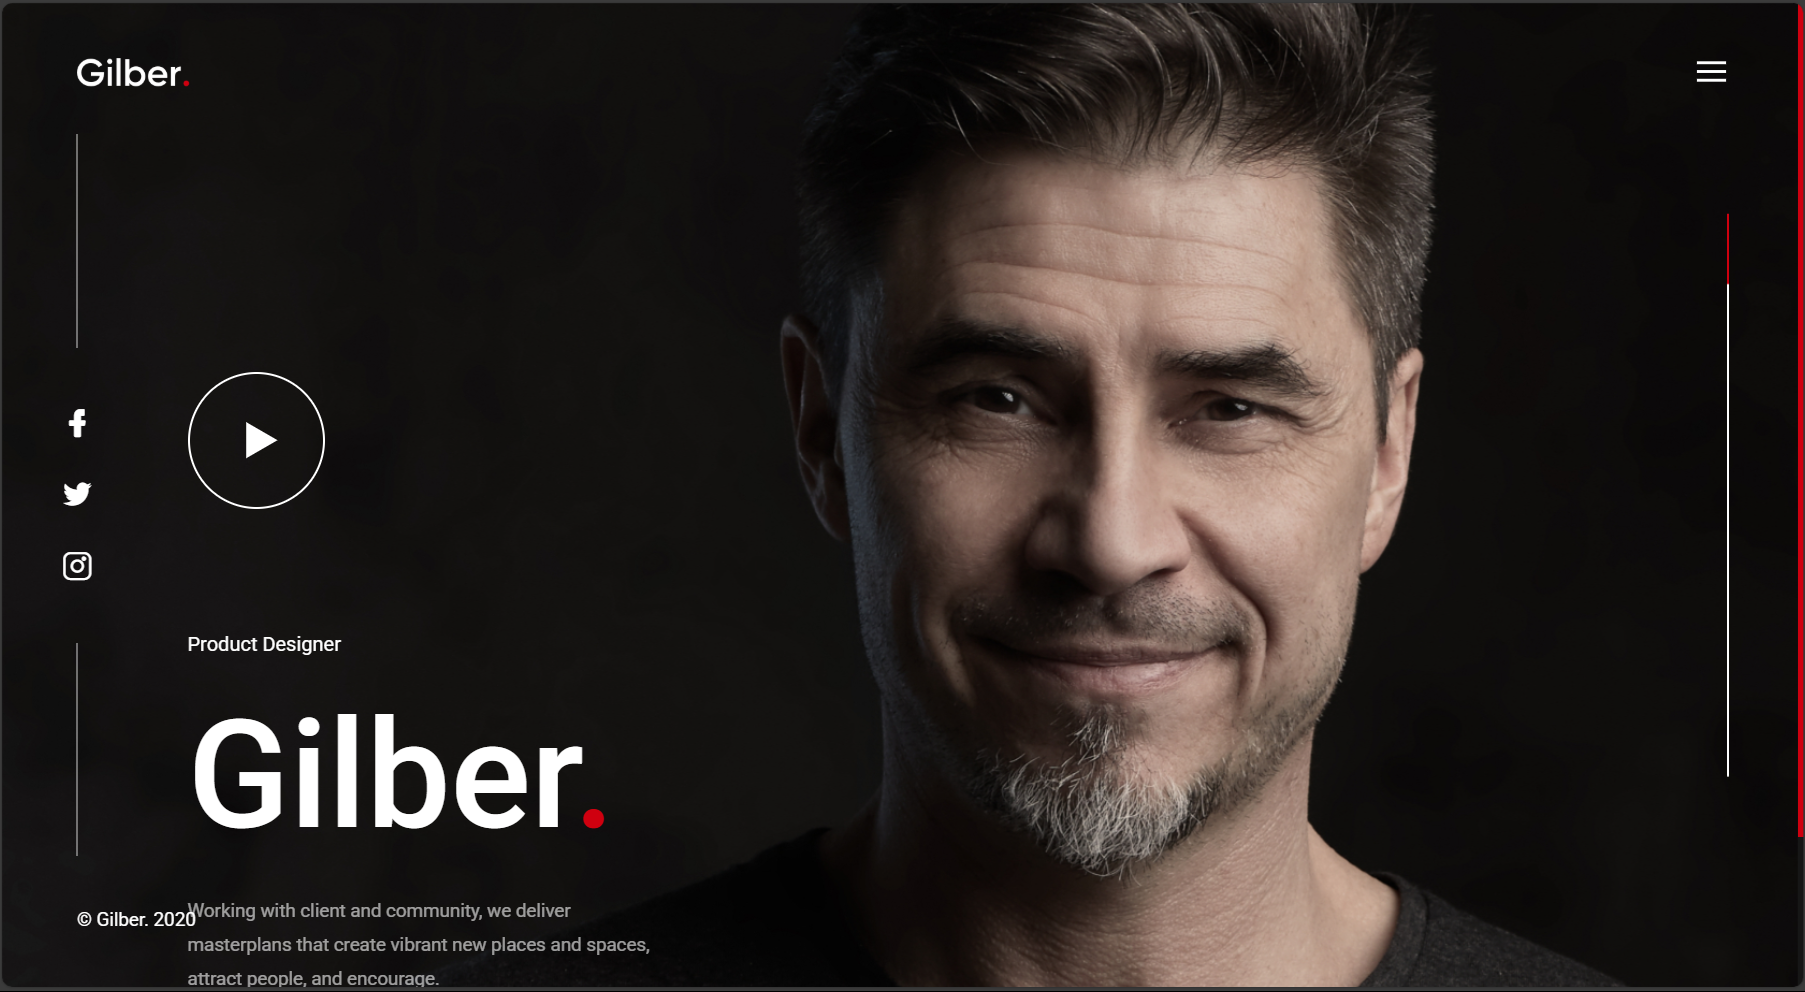 Gilber.
Product Designer
Gilber.
Working with client and community, we deliver
masterplans that create vibrant new places and spaces,
attract people, and encourage.
© Gilber. 2020